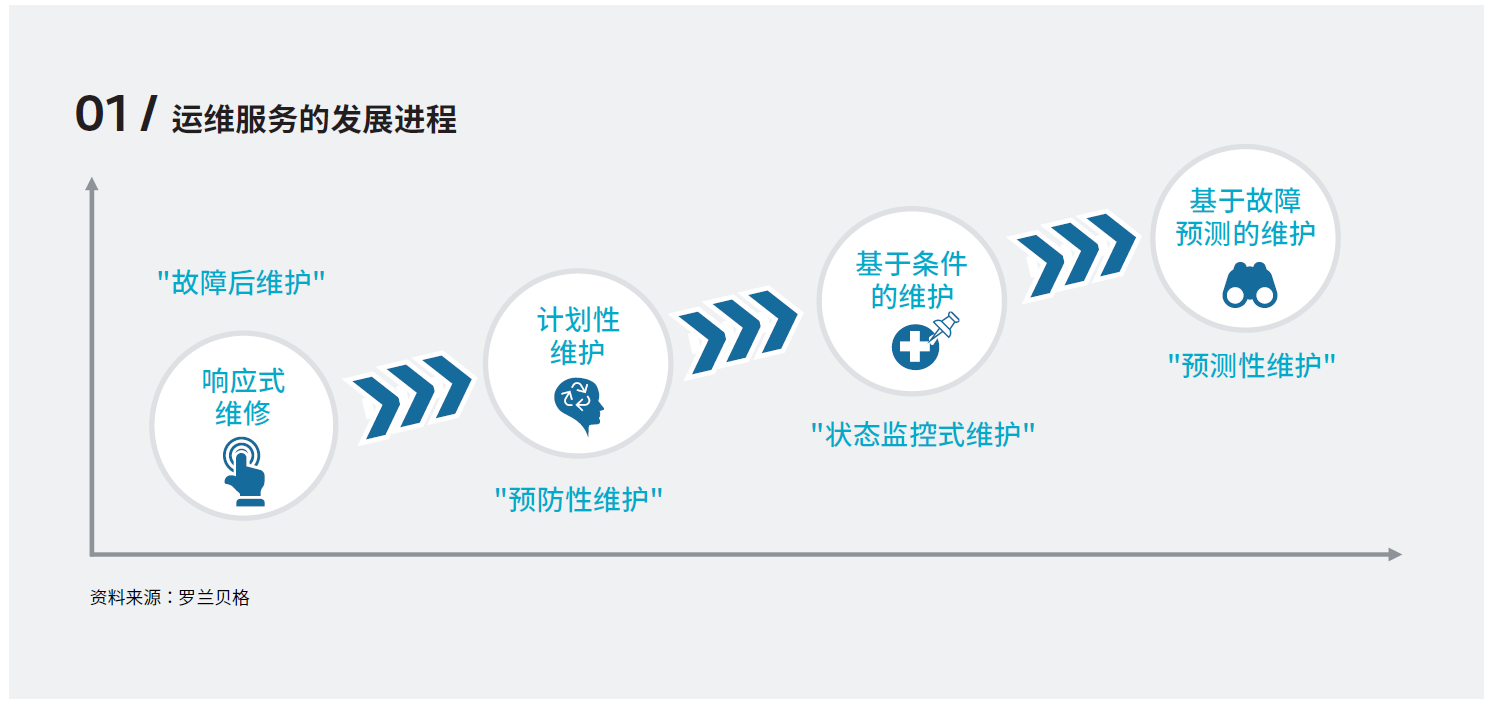 01 / 运维服务的发展进程
"故障后维护"
响应式
维修
计划性
维护
"预防性维护"
基于条件
的维护
"状态监控式维护"
基于故障
预测的维护
"预测性维护"
资料来源：罗兰贝格